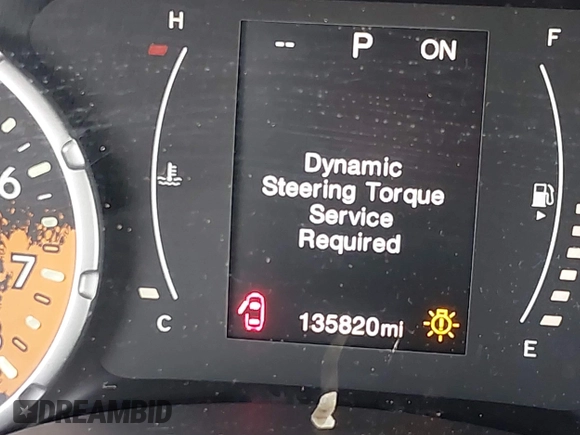 H
F
-- P ON
6
Dynamic
Steering Torque
Service
Required
7
C
135820mi
E
DREAMBID